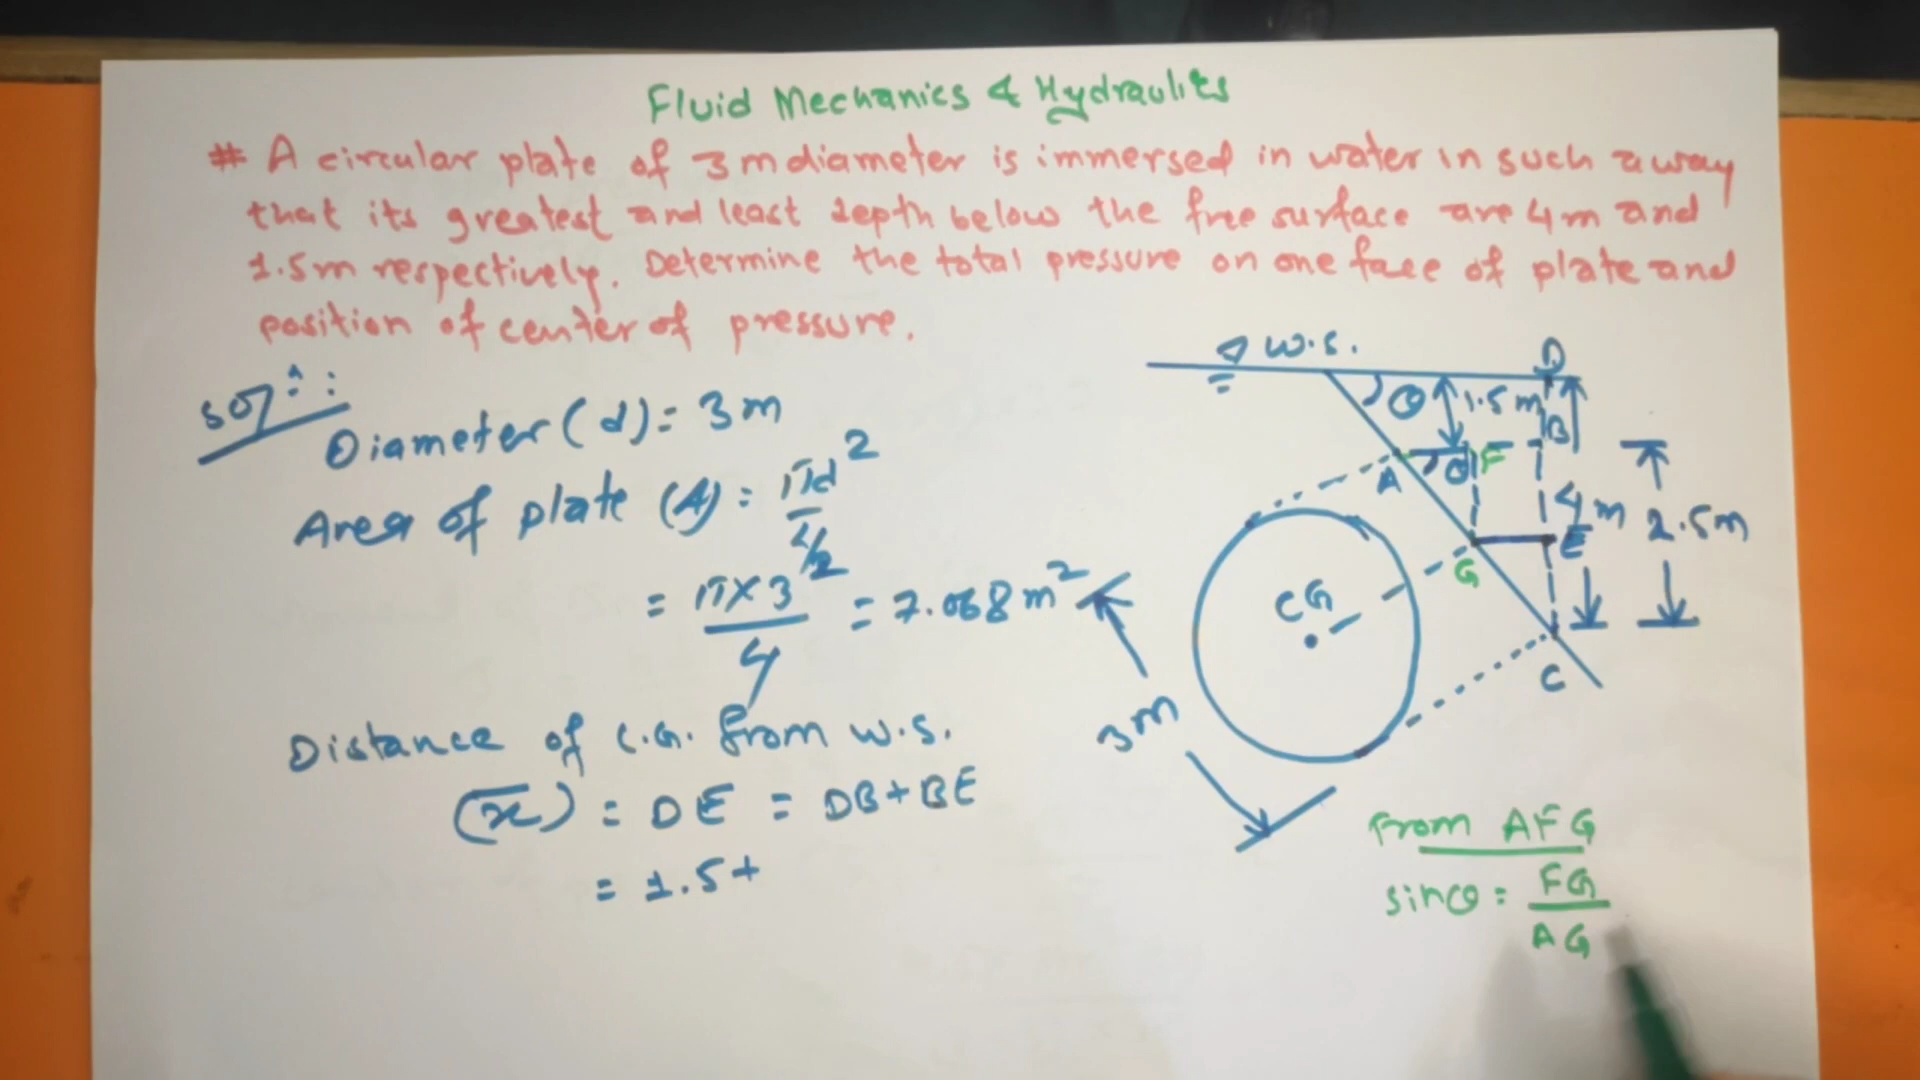 Fluid Mechanics & Hydraulics
# A circular plate of 3 m diameter is immersed in water in such a way
that its greatest and least depth below the free surface are 4m and
1.5m respectively. Determine the total pressure on one face of plate and
position of center of pressure.
Sol^n :
Diameter (d) = 3m
Area of plate (A) = πd²/4
= π×3²/4 = 7.068 m²
Distance of C.G. from W.S.
(x̄) = DE = DB + BE
= 1.5+
W.S.
D
θ
1.5m
B
A
θ
F
4m
2.5m
E
G
CG
C
3m
From AFG
sinθ = FG/AG